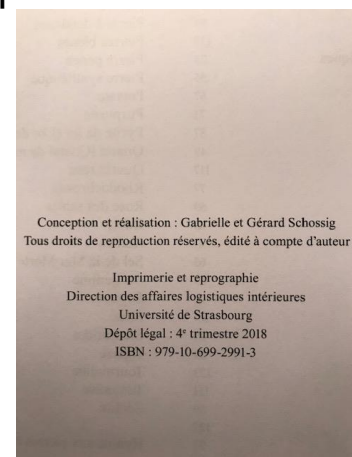 Conception et réalisation : Gabrielle et Gérard Schossig
Tous droits de reproduction réservés, édité à compte d'auteur
Imprimerie et reprographie
Direction des affaires logistiques intérieures
Université de Strasbourg
Dépôt légal : 4e trimestre 2018
ISBN : 979-10-699-2991-3